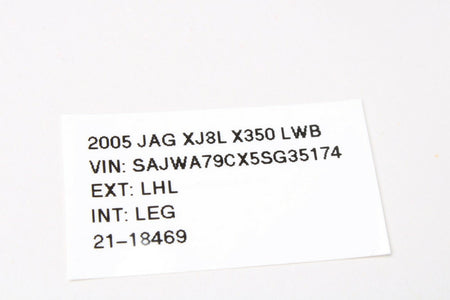 2005 JAG XJ8L X350 LWB
VIN: SAJWA79CX5SG35174
EXT: LHL
INT: LEG
21-18469